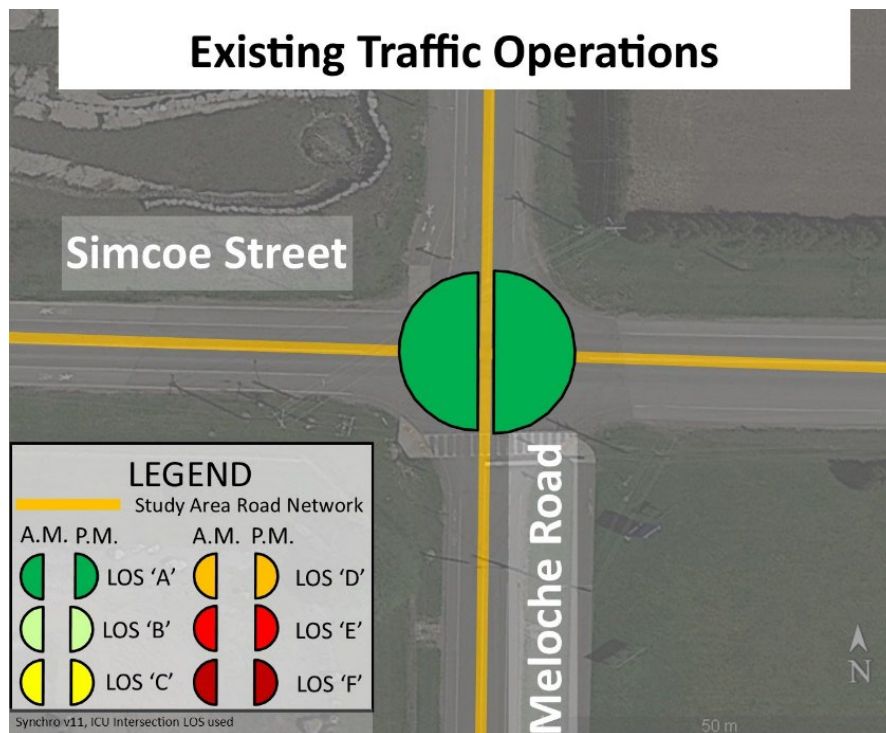 Existing Traffic Operations
Simcoe Street
Meloche Road
LEGEND
Study Area Road Network
A.M. P.M. A.M. P.M.
LOS ‘A’ LOS ‘D’
LOS ‘B’ LOS ‘E’
LOS ‘C’ LOS ‘F’
Synchro v11, ICU Intersection LOS used
N
50 m